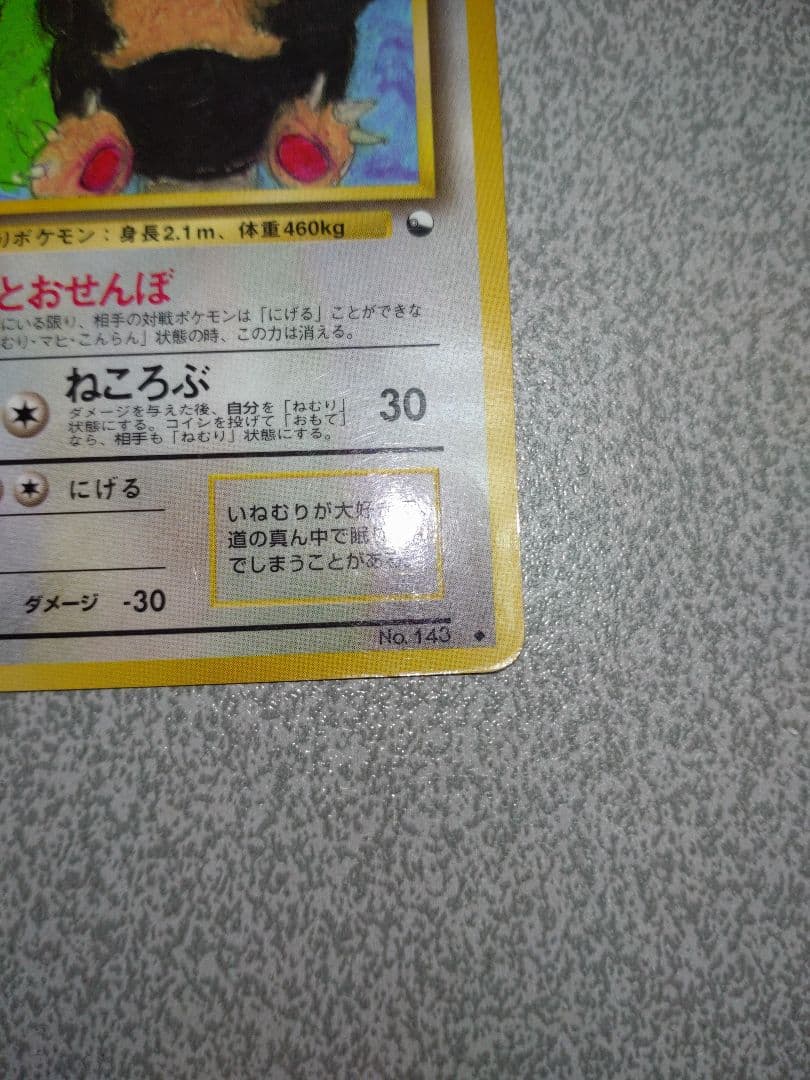 りポケモン：身長2.1m、体重460kg
とおせんぼ
にいる限り、相手の対戦ポケモンは「にげる」ことができな
むり・マヒ・こんらん」状態の時、この力は消える。
ねころぶ
ダメージを与えた後、自分を「ねむり」
状態にする。コインを投げて「おもて」
なら、相手も「ねむり」状態にする。
30
にげる
いねむりが大好
道の真ん中で眠り
でしまうことがある。
ダメージ -30
No. 143